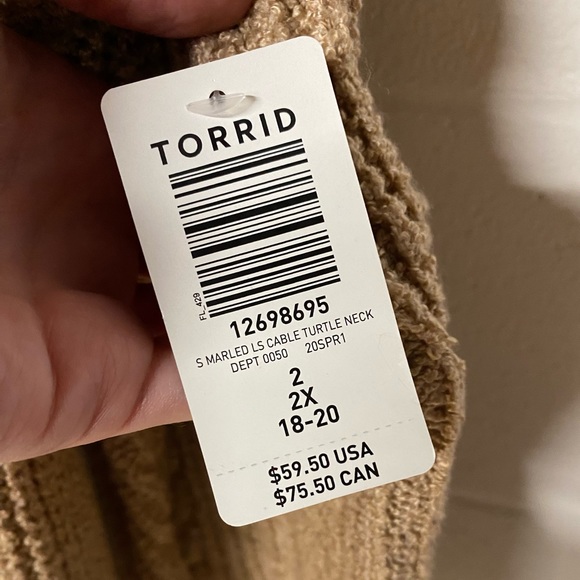 TORRID
FL_429
12698695
S MARLED LS CABLE TURTLE NECK
DEPT 0050 20SPR1
2
2X
18-20
$59.50 USA
$75.50 CAN